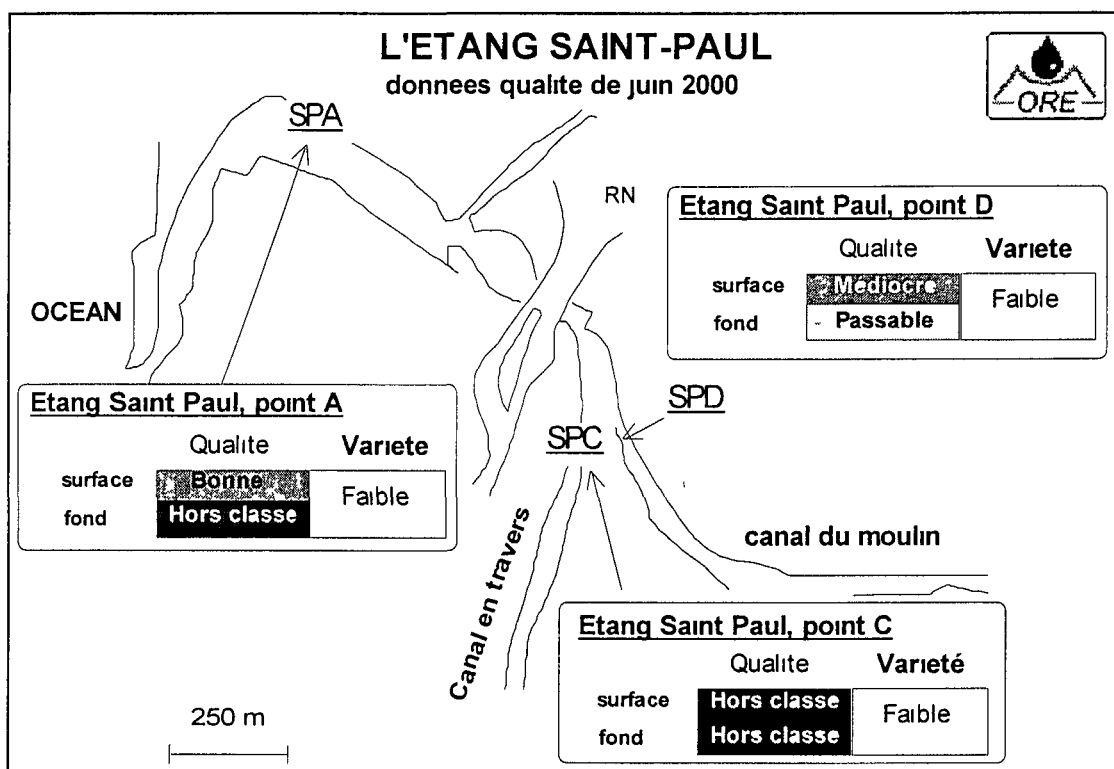 L'ETANG SAINT-PAUL
donnees qualite de juin 2000
ORE
SPA
RN
OCEAN
Etang Saint Paul, point D
Qualite Variete
surface Médiocre Faible
fond Passable
Etang Saint Paul, point A
Qualite Variete
surface Bonne Faible
fond Hors classe
SPD
SPC
canal du moulin
Canal en travers
Etang Saint Paul, point C
Qualite Varieté
surface Hors classe Faible
fond Hors classe
250 m